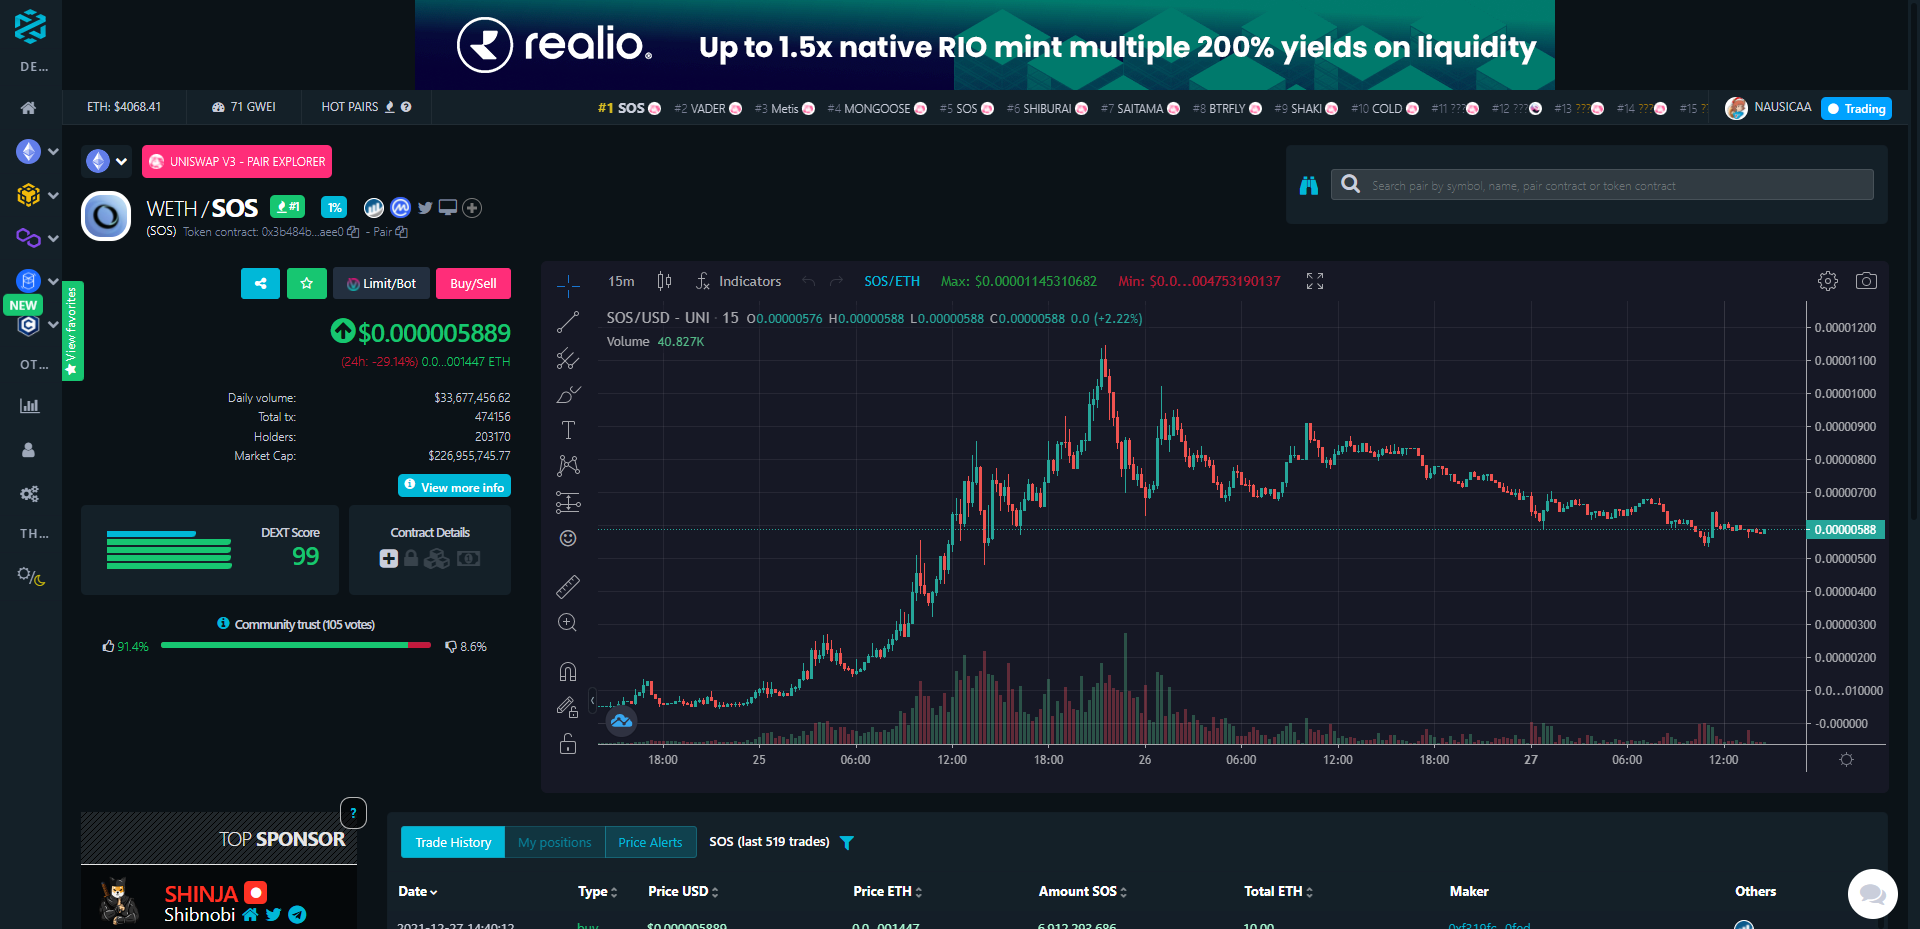 realio.
Up to 1.5x native RIO mint multiple 200% yields on liquidity
DE...
ETH: $4068.41
71 GWEI
HOT PAIRS
#1 SOS
#2 VADER
#3 Metis
#4 MONGOOSE
#5 SOS
#6 SHIBURAI
#7 SAITAMA
#8 BTRFLY
#9 SHAKI
#10 COLD
#11 ???
#12 ???
#13 ???
#14 ???
#15 ?
NAUSICAA
Trading
UNISWAP V3 - PAIR EXPLORER
Search pair by symbol, name, pair contract or token contract
WETH / SOS
#1
1%
(SOS) Token contract: 0x3b484b...aee0 - Pair
NEW
View favorites
OT...
TH...
Limit/Bot
Buy/Sell
$0.000005889
(24h: -29.14%) 0.0...001447 ETH
Daily volume: $33,677,456.62
Total tx: 474156
Holders: 203170
Market Cap: $226,955,745.77
View more info
DEXT Score
99
Contract Details
Community trust (105 votes)
91.4%
8.6%
15m
Indicators
SOS/ETH
Max: $0.00001145310682
Min: $0.0...004753190137
SOS/USD - UNI · 15 O0.00000576 H0.00000588 L0.00000588 C0.00000588 0.0 (+2.22%)
Volume 40.827K
0.00001200
0.00001100
0.00001000
0.00000900
0.00000800
0.00000700
0.00000588
0.00000500
0.00000400
0.00000300
0.00000200
0.0...010000
-0.000000
18:00
25
06:00
12:00
18:00
26
06:00
12:00
18:00
27
06:00
12:00
?
TOP SPONSOR
SHINJA
Shibnobi
Trade History
My positions
Price Alerts
SOS (last 519 trades)
Date
Type
Price USD
Price ETH
Amount SOS
Total ETH
Maker
Others
2021-12-27 14:40:12
buy
$0.000005889
0.0...001447
6,912,293.686
10.00
0xf319fc...0fed